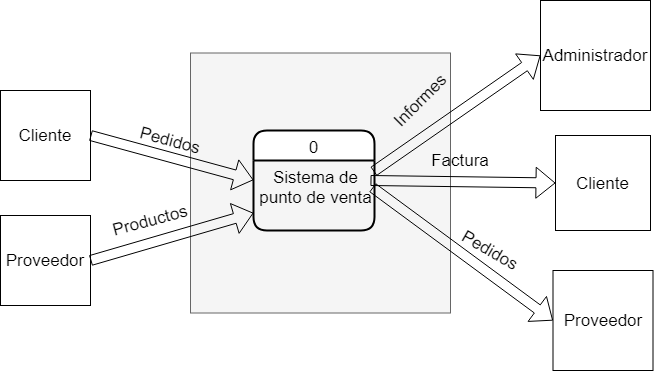 Administrador
Informes
Cliente
Pedidos
0
Sistema de
punto de venta
Factura
Cliente
Proveedor
Productos
Pedidos
Proveedor